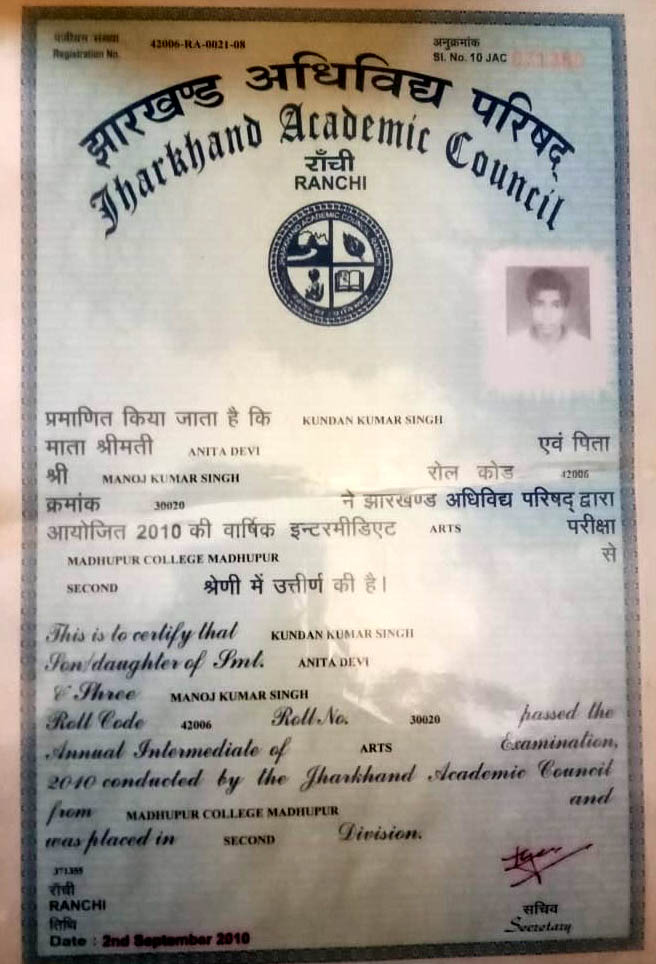 पंजीयन संख्या
Registration No.
42006-RA-0021-08
अनुक्रमांक
Sl. No. 10 JAC
झारखण्ड अधिविद्य परिषद्
Jharkhand Academic Council
राँची
RANCHI
JHARKHAND ACADEMIC COUNCIL, RANCHI
प्रमाणित किया जाता है कि KUNDAN KUMAR SINGH
माता श्रीमती ANITA DEVI एवं पिता
श्री MANOJ KUMAR SINGH रोल कोड 42006
क्रमांक 30020 ने झारखण्ड अधिविद्य परिषद् द्वारा
आयोजित 2010 की वार्षिक इन्टरमीडिएट ARTS परीक्षा
MADHUPUR COLLEGE MADHUPUR से
SECOND श्रेणी में उत्तीर्ण की है।
This is to certify that KUNDAN KUMAR SINGH
Son/daughter of Smt. ANITA DEVI
& Shree MANOJ KUMAR SINGH
Roll Code 42006 Roll No. 30020 passed the
Annual Intermediate of ARTS Examination,
2010 conducted by the Jharkhand Academic Council
from MADHUPUR COLLEGE MADHUPUR and
was placed in SECOND Division.
371355
राँची
RANCHI
तिथि
Date : 2nd September 2010
सचिव
Secretary